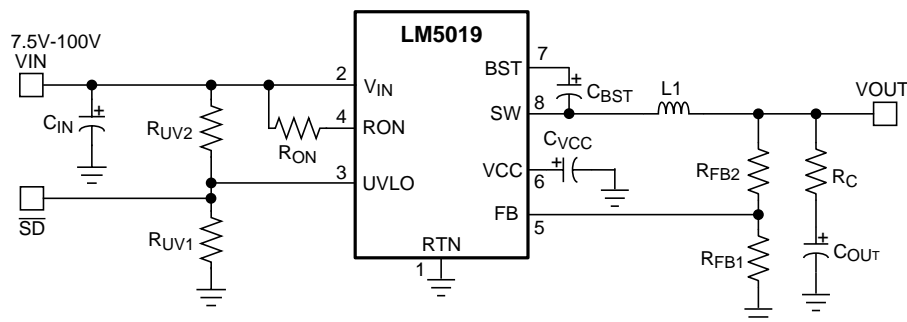 7.5V-100V
VIN
LM5019
7
BST
2
VIN
CBST
L1
VOUT
8
SW
CIN
RUV2
4
RON
RON
CVCC
VCC
6
RFB2
RC
3
UVLO
SD
FB
5
RUV1
RTN
1
RFB1
COUT
+
+
+
+